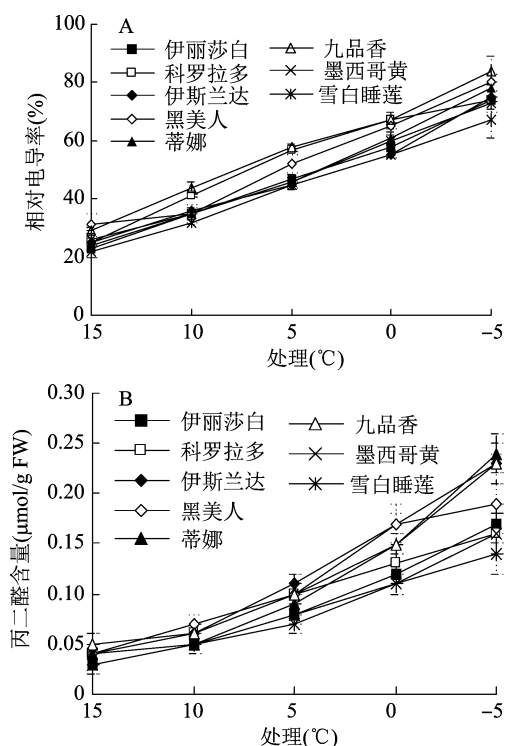 A
100
80
60
40
20
0
相对电导率(%)
伊丽莎白
科罗拉多
伊斯兰达
黑美人
蒂娜
九品香
墨西哥黄
雪白睡莲
15
10
5
0
−5
处理(℃)
B
0.30
0.25
0.20
0.15
0.10
0.05
0
丙二醛含量(μmol/g FW)
伊丽莎白
科罗拉多
伊斯兰达
黑美人
蒂娜
九品香
墨西哥黄
雪白睡莲
15
10
5
0
−5
处理(℃)